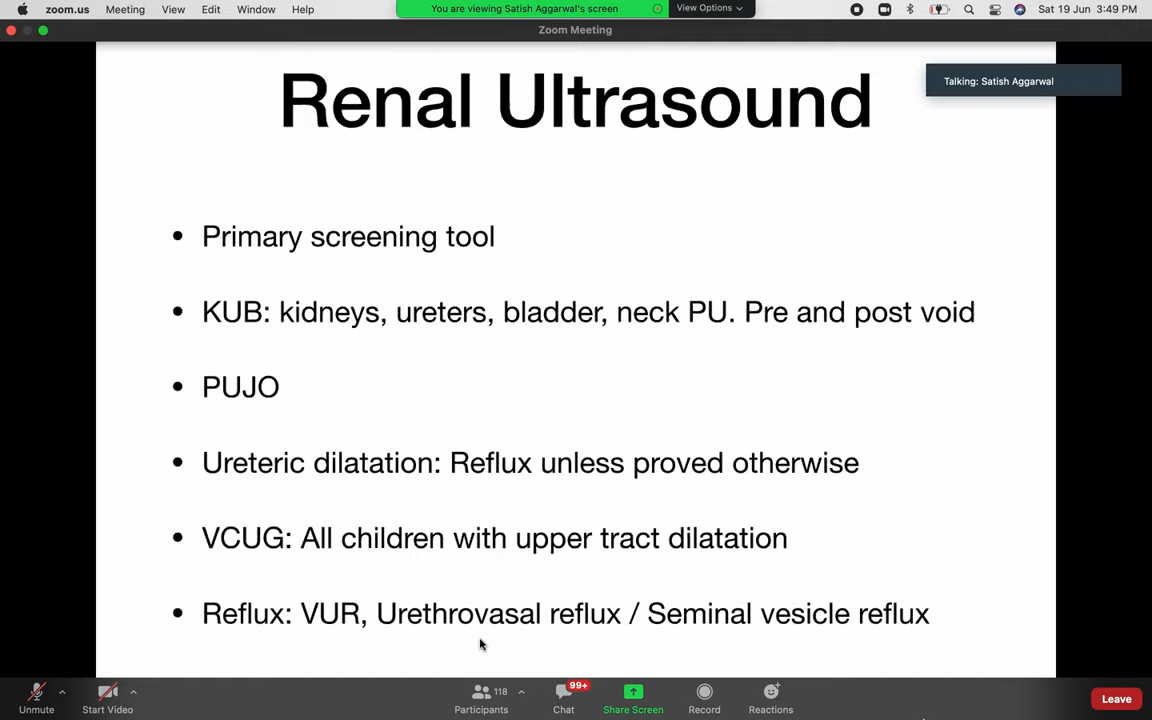 zoom.us Meeting View Edit Window Help
You are viewing Satish Aggarwal's screen
View Options
Sat 19 Jun 3:49 PM
Zoom Meeting
Talking: Satish Aggarwal
Renal Ultrasound
• Primary screening tool
• KUB: kidneys, ureters, bladder, neck PU. Pre and post void
• PUJO
• Ureteric dilatation: Reflux unless proved otherwise
• VCUG: All children with upper tract dilatation
• Reflux: VUR, Urethrovasal reflux / Seminal vesicle reflux
118
99+
Unmute Start Video Participants Chat Share Screen Record Reactions
Leave